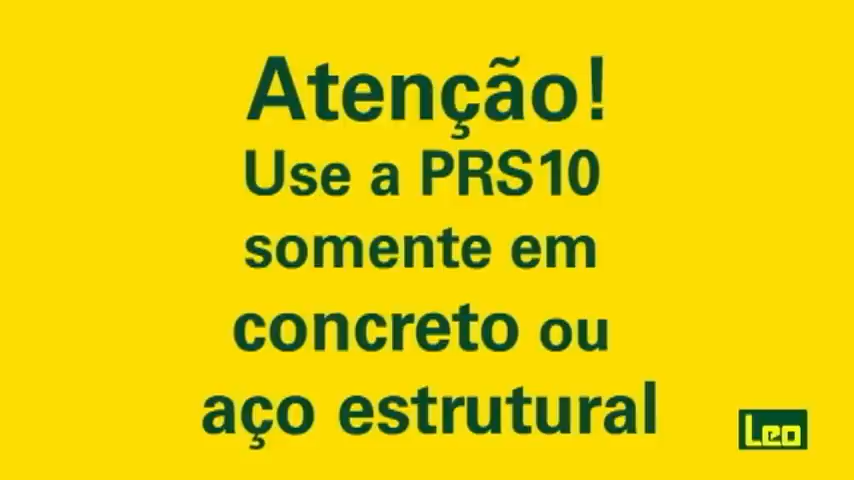 Atenção!
Use a PRS10
somente em
concreto ou
aço estrutural
Leo